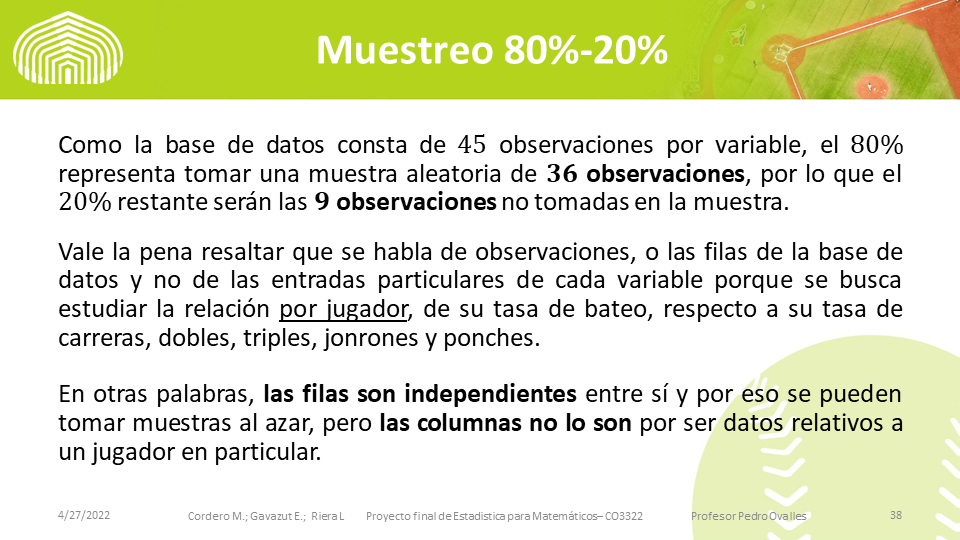 Muestreo 80%-20%
Como la base de datos consta de 45 observaciones por variable, el 80%
representa tomar una muestra aleatoria de 36 observaciones, por lo que el
20% restante serán las 9 observaciones no tomadas en la muestra.
Vale la pena resaltar que se habla de observaciones, o las filas de la base de
datos y no de las entradas particulares de cada variable porque se busca
estudiar la relación por jugador, de su tasa de bateo, respecto a su tasa de
carreras, dobles, triples, jonrones y ponches.
En otras palabras, las filas son independientes entre sí y por eso se pueden
tomar muestras al azar, pero las columnas no lo son por ser datos relativos a
un jugador en particular.
4/27/2022 Cordero M.; Gavazut E.; Riera L Proyecto final de Estadistica para Matemáticos– CO3322 Profesor Pedro Ovalles 38